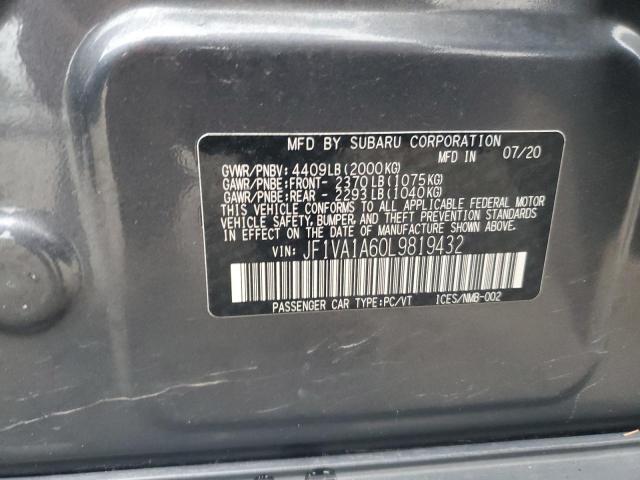 MFD BY SUBARU CORPORATION
MFD IN 07/20
GVWR/PNBV: 4409LB(2000KG)
GAWR/PNBE:FRONT- 2370LB(1075KG)
GAWR/PNBE:REAR - 2293LB(1040KG)
THIS VEHICLE CONFORMS TO ALL APPLICABLE FEDERAL MOTOR
VEHICLE SAFETY, BUMPER, AND THEFT PREVENTION STANDARDS
IN EFFECT ON THE DATE OF MANUFACTURE SHOWN ABOVE.
VIN: JF1VA1A60L9819432
PASSENGER CAR TYPE:PC/VT ICES/NMB-002